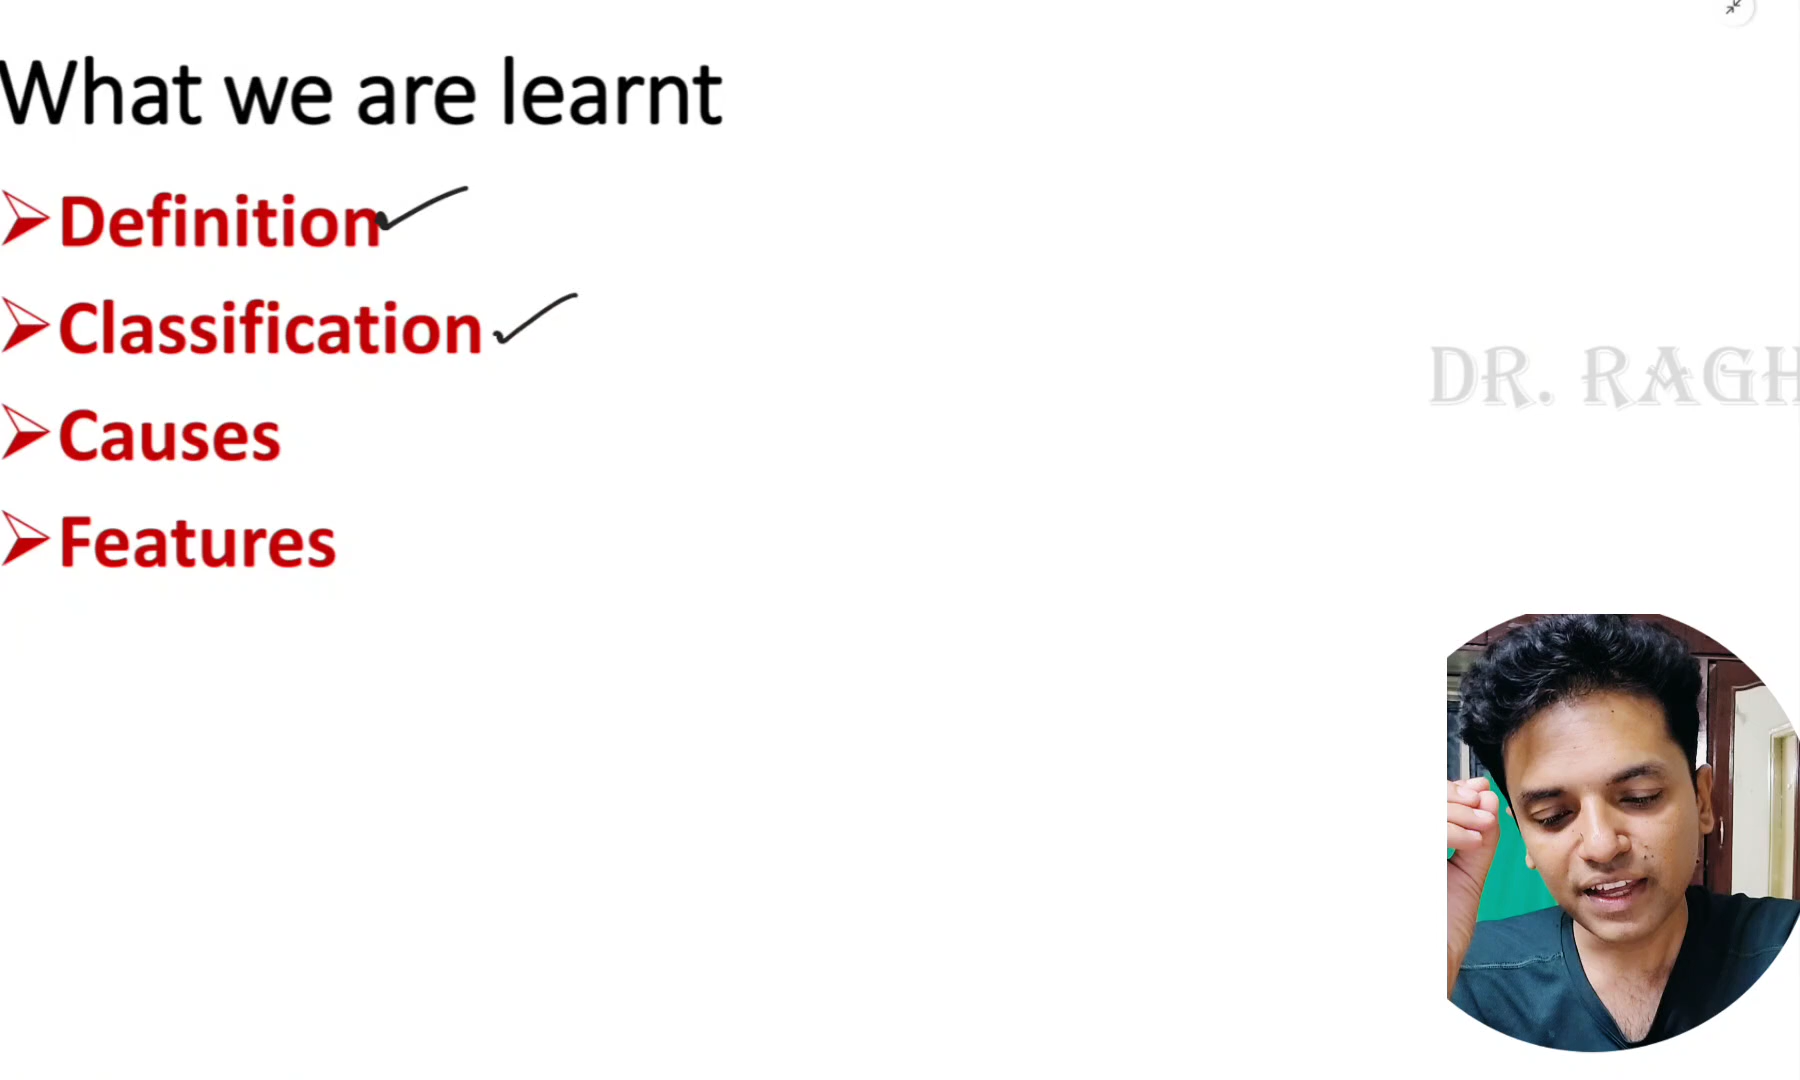 What we are learnt
Definition
Classification
DR. RAGH
Causes
Features